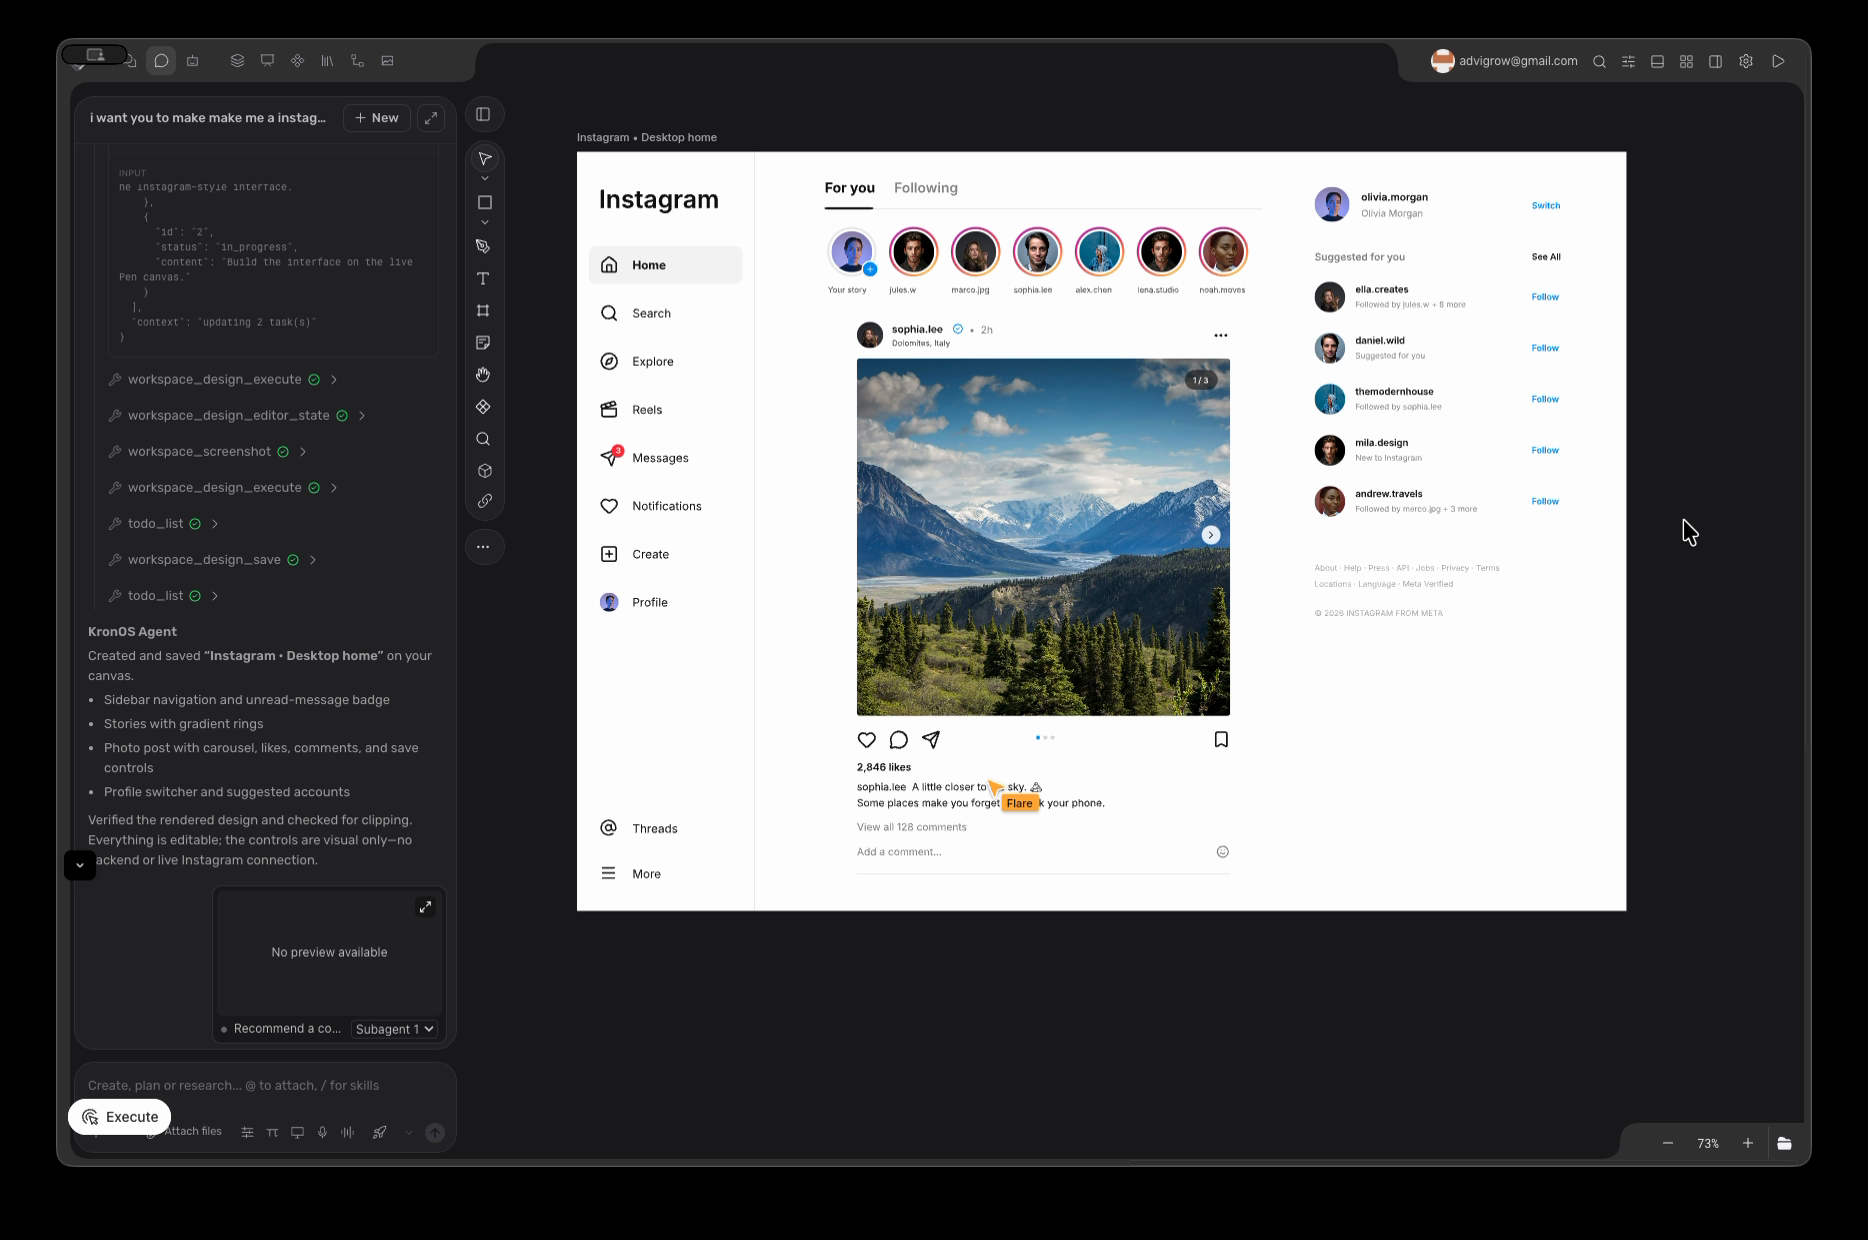 advigrow@gmail.com
i want you to make make me a instag...
New
INPUT
ne instagram-style interface."
},
{
"id": "2",
"status": "in_progress",
"content": "Build the interface on the live
Pen canvas."
}
],
"context": "updating 2 task(s)"
}
workspace_design_execute
workspace_design_editor_state
workspace_screenshot
workspace_design_execute
todo_list
workspace_design_save
todo_list
KronOS Agent
Created and saved “Instagram • Desktop home” on your
canvas.
• Sidebar navigation and unread-message badge
• Stories with gradient rings
• Photo post with carousel, likes, comments, and save
controls
• Profile switcher and suggested accounts
Verified the rendered design and checked for clipping.
Everything is editable; the controls are visual only—no
backend or live Instagram connection.
No preview available
Recommend a co...
Subagent 1
Create, plan or research... @ to attach, / for skills
Execute
Attach files
Instagram • Desktop home
Instagram
Home
Search
Explore
Reels
3
Messages
Notifications
Create
Profile
Threads
More
For you
Following
Your story
jules.w
marco.jpg
sophia.lee
alex.chen
lena.studio
noah.moves
sophia.lee • 2h
Dolomites, Italy
1 / 3
2,846 likes
sophia.lee A little closer to sky.
Some places make you forget k your phone.
Flare
View all 128 comments
Add a comment...
olivia.morgan
Olivia Morgan
Switch
Suggested for you
See All
ella.creates
Followed by jules.w + 8 more
Follow
daniel.wild
Suggested for you
Follow
themodernhouse
Followed by sophia.lee
Follow
mila.design
New to Instagram
Follow
andrew.travels
Followed by marco.jpg + 3 more
Follow
About · Help · Press · API · Jobs · Privacy · Terms
Locations · Language · Meta Verified
© 2026 INSTAGRAM FROM META
73%